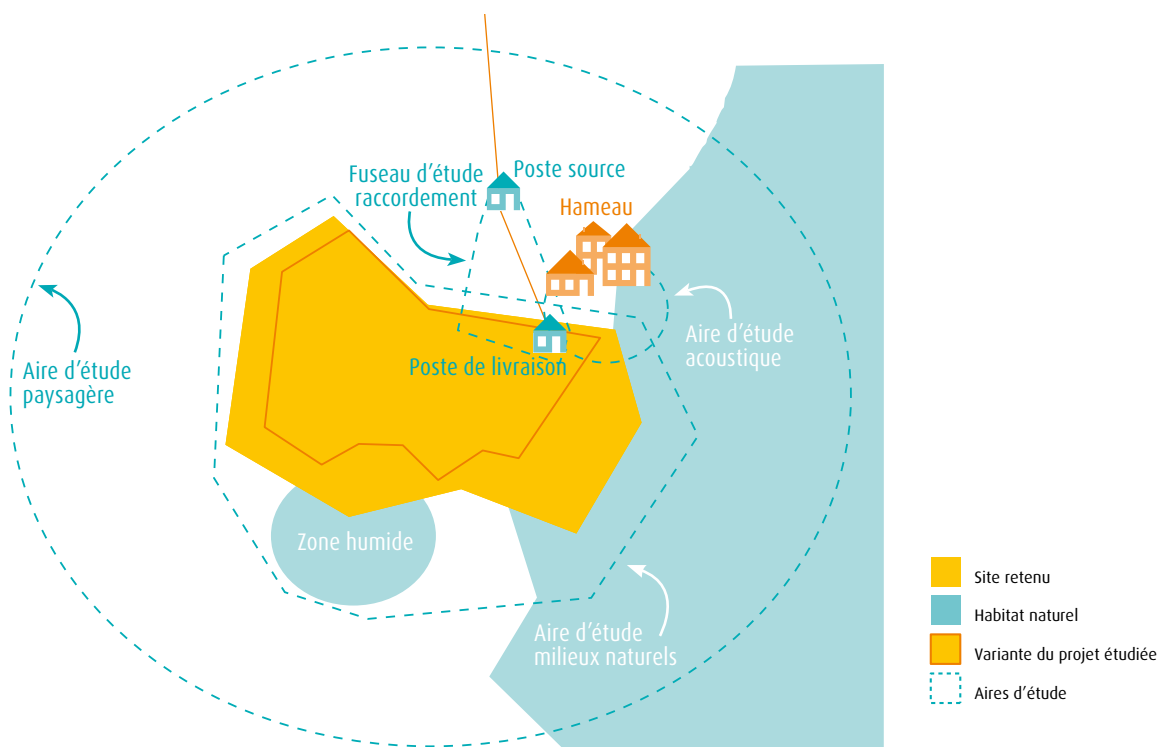 Fuseau d'étude
raccordement
Poste source
Hameau
Aire d'étude
paysagère
Aire d'étude
acoustique
Poste de livraison
Zone humide
Aire d'étude
milieux naturels
Site retenu
Habitat naturel
Variante du projet étudiée
Aires d'étude